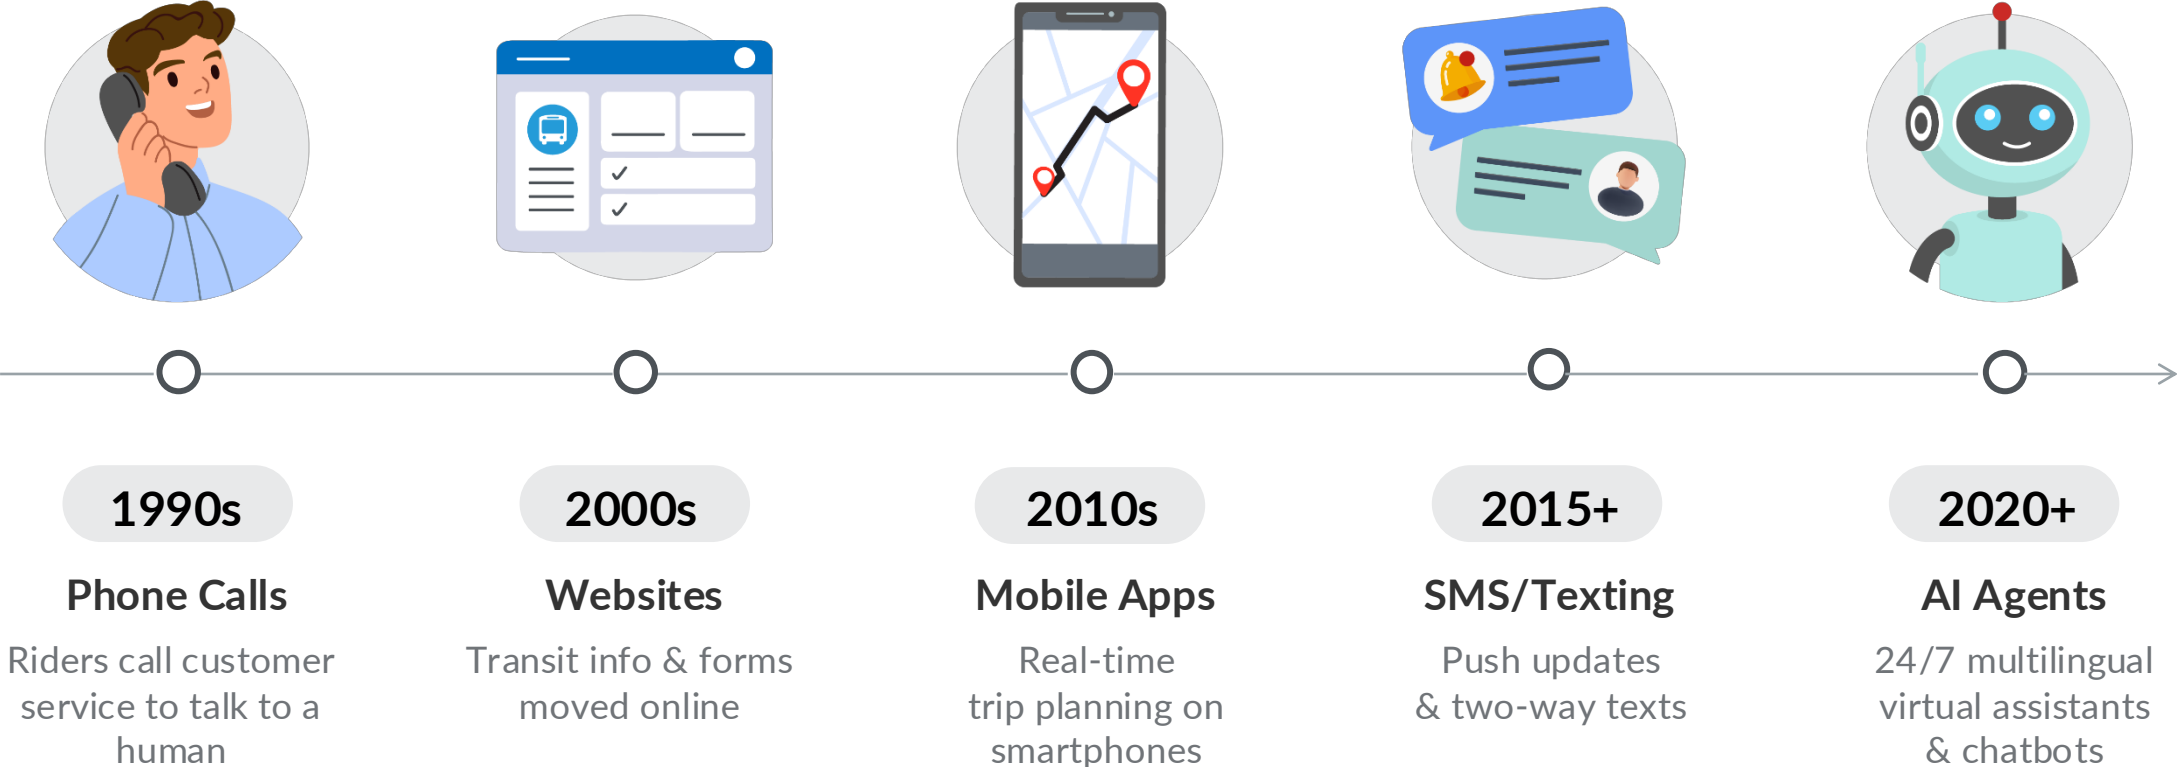 1990s
Phone Calls
Riders call customer
service to talk to a
human
2000s
Websites
Transit info & forms
moved online
2010s
Mobile Apps
Real-time
trip planning on
smartphones
2015+
SMS/Texting
Push updates
& two-way texts
2020+
AI Agents
24/7 multilingual
virtual assistants
& chatbots